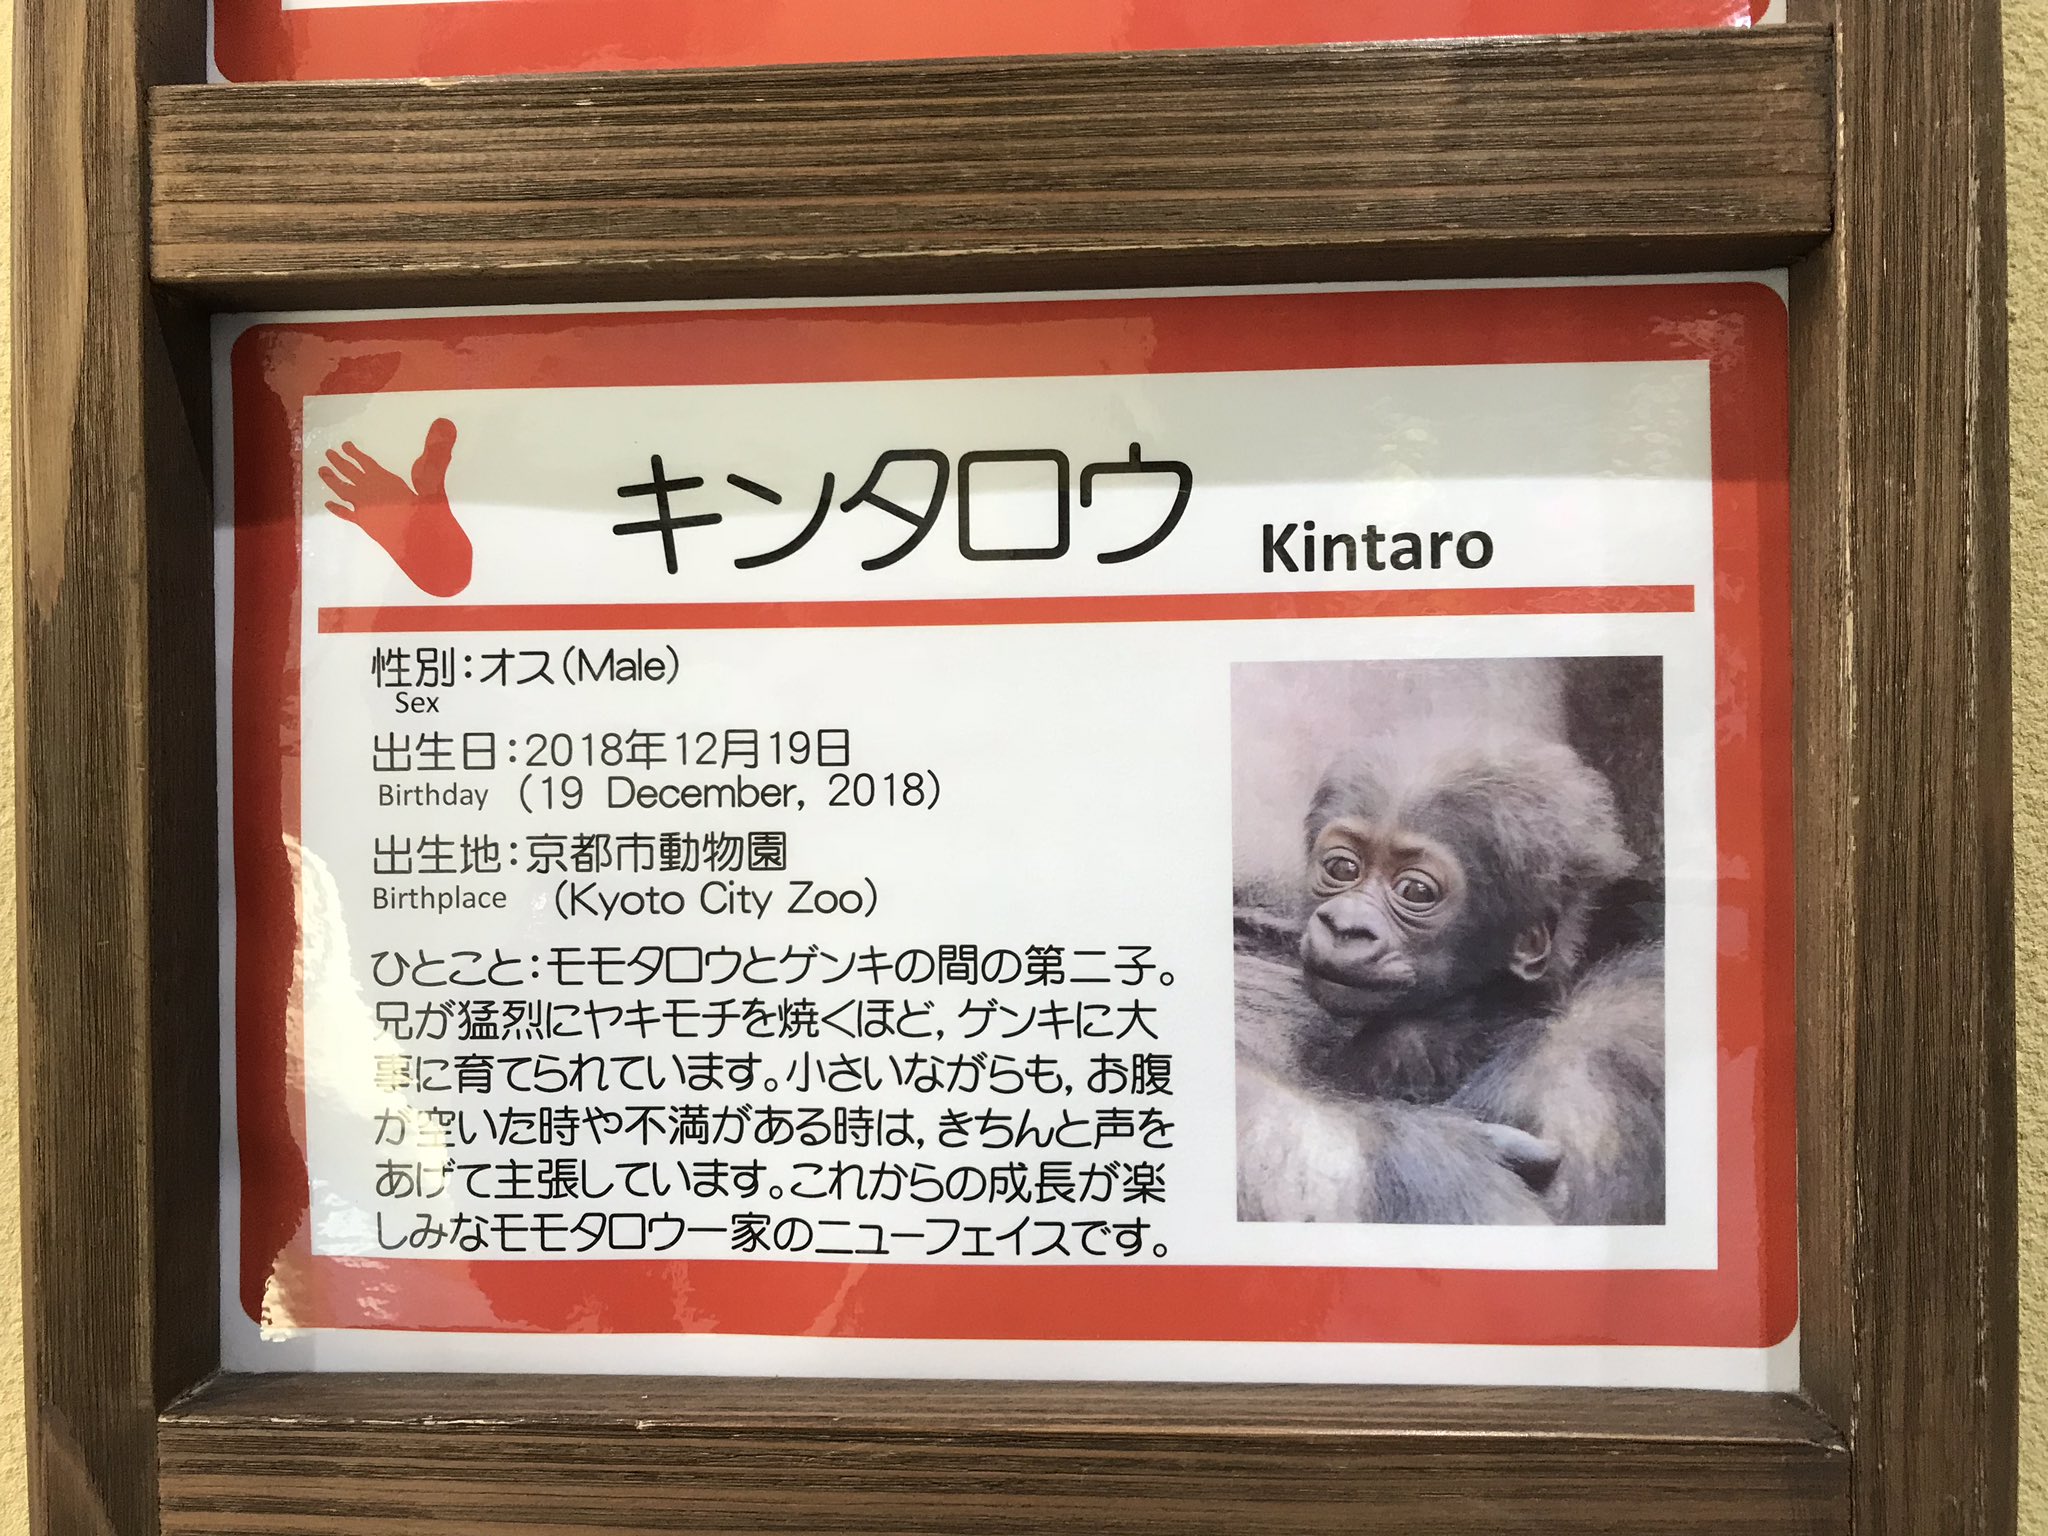 キンタロウ Kintaro
性別：オス（Male）
Sex
出生日：2018年12月19日
Birthday （19 December, 2018）
出生地：京都市動物園
Birthplace （Kyoto City Zoo）
ひとこと：モモタロウとゲンキの間の第二子。
兄が猛烈にヤキモチを焼くほど，ゲンキに大
事に育てられています。小さいながらも，お腹
が空いた時や不満がある時は，きちんと声を
あげて主張しています。これからの成長が楽
しみなモモタロウ一家のニューフェイスです。